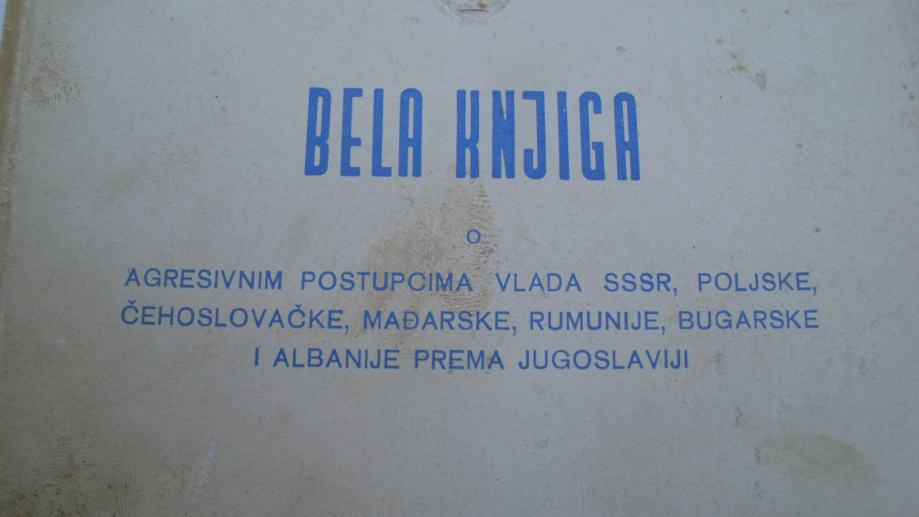 BELA KNJIGA
O
AGRESIVNIM POSTUPCIMA VLADA SSSR, POLJSKE,
ČEHOSLOVAČKE, MAĐARSKE, RUMUNIJE, BUGARSKE
I ALBANIJE PREMA JUGOSLAVIJI